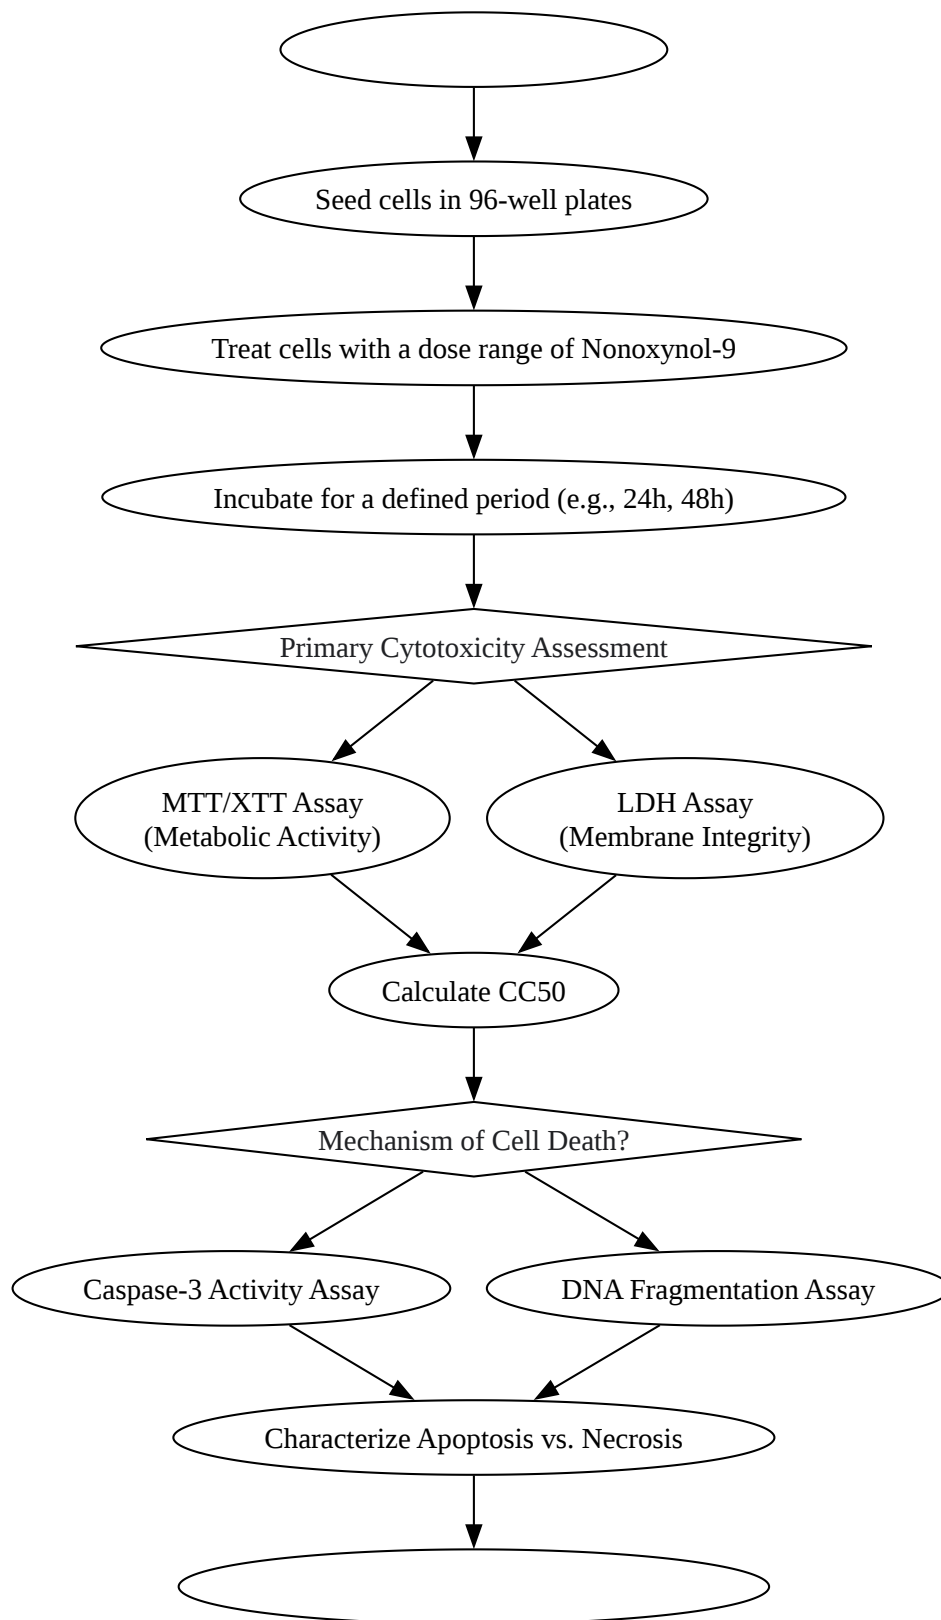 Seed cells in 96-well plates
Treat cells with a dose range of Nonoxynol-9
Incubate for a defined period (e.g., 24h, 48h)
Primary Cytotoxicity Assessment
MTT/XTT Assay
(Metabolic Activity)
LDH Assay
(Membrane Integrity)
Calculate CC50
Mechanism of Cell Death?
Caspase-3 Activity Assay
DNA Fragmentation Assay
Characterize Apoptosis vs. Necrosis